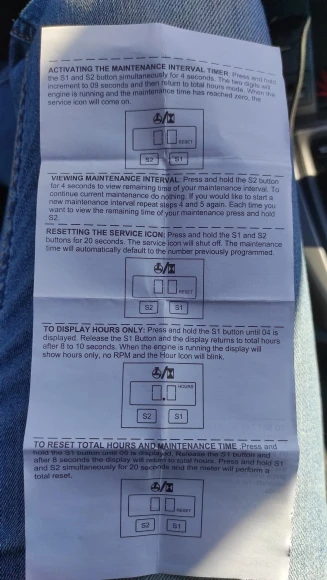 ACTIVATING THE MAINTENANCE INTERVAL TIMER: Press and hold
the S1 and S2 button simultaneously for 4 seconds. The two digits will
increment to 09 seconds and then return to total hours mode. When the
engine is running and the maintenance time has reached zero, the
service icon will come on.
RESET
S2 S1
VIEWING MAINTENANCE INTERVAL: Press and hold the S2 button
for 4 seconds to view remaining time of your maintenance interval. To
continue current maintenance do nothing. If you would like to start a
new maintenance interval repeat steps 4 and 5 again. Each time you
want to view the remaining time of your maintenance press and hold
S2.
RESETTING THE SERVICE ICON: Press and hold the S1 and S2
buttons for 20 seconds. The service icon will shut off. The maintenance
time will automatically default to the number previously programmed.
RESET
S2 S1
TO DISPLAY HOURS ONLY: Press and hold the S1 button until 04 is
displayed. Release the S1 Button and the display returns to total hours
after 8 to 10 seconds. When the engine is running the display will
show hours only, no RPM and the Hour Icon will blink.
HOURS
S2 S1
TO RESET TOTAL HOURS AND MAINTENANCE TIME :Press and
hold the S1 button until 09 is displayed. Release the S1 button and
after 8 seconds the display will return to total hours. Press and hold S1
and S2 simultaneously for 20 seconds and the meter will perform a
total reset.
RESET
S2 S1